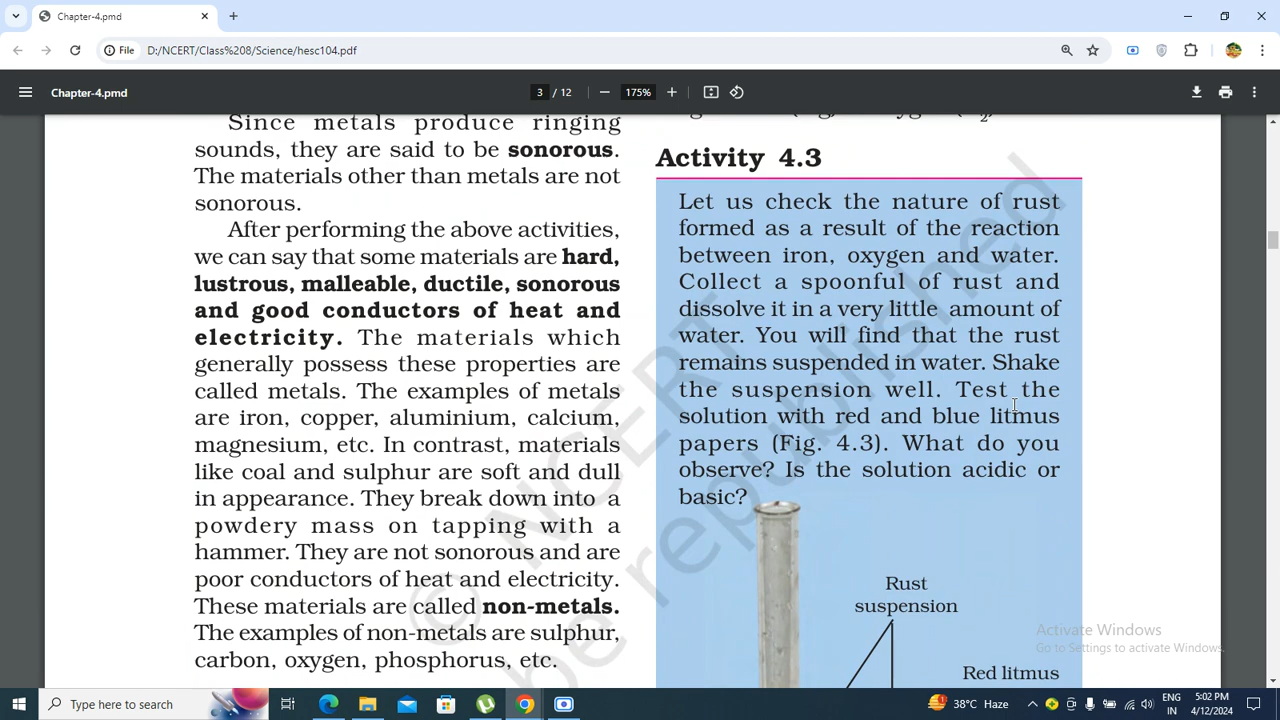 Chapter-4.pmd
File
D:/NCERT/Class%208/Science/hesc104.pdf
Chapter-4.pmd
3 / 12
175%
Since metals produce ringing
sounds, they are said to be sonorous.
The materials other than metals are not
sonorous.
After performing the above activities,
we can say that some materials are hard,
lustrous, malleable, ductile, sonorous
and good conductors of heat and
electricity. The materials which
generally possess these properties are
called metals. The examples of metals
are iron, copper, aluminium, calcium,
magnesium, etc. In contrast, materials
like coal and sulphur are soft and dull
in appearance. They break down into a
powdery mass on tapping with a
hammer. They are not sonorous and are
poor conductors of heat and electricity.
These materials are called non-metals.
The examples of non-metals are sulphur,
carbon, oxygen, phosphorus, etc.
Activity 4.3
Let us check the nature of rust
formed as a result of the reaction
between iron, oxygen and water.
Collect a spoonful of rust and
dissolve it in a very little amount of
water. You will find that the rust
remains suspended in water. Shake
the suspension well. Test the
solution with red and blue litmus
papers (Fig. 4.3). What do you
observe? Is the solution acidic or
basic?
Rust
suspension
Red litmus
© NCERT
be republished
Activate Windows
Go to Settings to activate Windows.
Type here to search
38°C Haze
ENG
IN
5:02 PM
4/12/2024